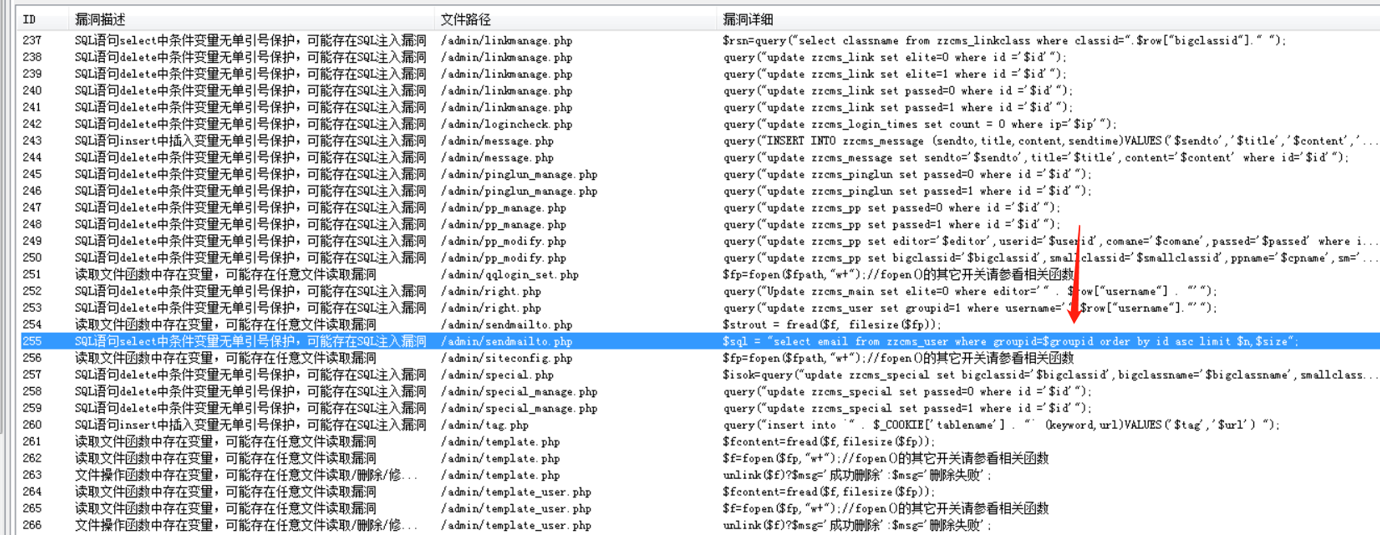 ID 漏洞描述 文件路径 漏洞详细
237 SQL语句select中条件变量无单引号保护，可能存在SQL注入漏洞 /admin/linkmanage.php $rsn=query("select classname from zzcms_linkclass where classid=".$row["bigclassid"]." ");
238 SQL语句delete中条件变量无单引号保护，可能存在SQL注入漏洞 /admin/linkmanage.php query("update zzcms_link set elite=0 where id ='$id'");
239 SQL语句delete中条件变量无单引号保护，可能存在SQL注入漏洞 /admin/linkmanage.php query("update zzcms_link set elite=1 where id ='$id'");
240 SQL语句delete中条件变量无单引号保护，可能存在SQL注入漏洞 /admin/linkmanage.php query("update zzcms_link set passed=0 where id ='$id'");
241 SQL语句delete中条件变量无单引号保护，可能存在SQL注入漏洞 /admin/linkmanage.php query("update zzcms_link set passed=1 where id ='$id'");
242 SQL语句delete中条件变量无单引号保护，可能存在SQL注入漏洞 /admin/logincheck.php query("update zzcms_login_times set count = 0 where ip='$ip'");
243 SQL语句insert中插入变量无单引号保护，可能存在SQL注入漏洞 /admin/message.php query("INSERT INTO zzcms_message (sendto,title,content,sendtime)VALUES('$sendto','$title','$content','...
244 SQL语句delete中条件变量无单引号保护，可能存在SQL注入漏洞 /admin/message.php query("update zzcms_message set sendto='$sendto',title='$title',content='$content' where id='$id'");
245 SQL语句delete中条件变量无单引号保护，可能存在SQL注入漏洞 /admin/pinglun_manage.php query("update zzcms_pinglun set passed=0 where id ='$id'");
246 SQL语句delete中条件变量无单引号保护，可能存在SQL注入漏洞 /admin/pinglun_manage.php query("update zzcms_pinglun set passed=1 where id ='$id'");
247 SQL语句delete中条件变量无单引号保护，可能存在SQL注入漏洞 /admin/pp_manage.php query("update zzcms_pp set passed=0 where id ='$id'");
248 SQL语句delete中条件变量无单引号保护，可能存在SQL注入漏洞 /admin/pp_manage.php query("update zzcms_pp set passed=1 where id ='$id'");
249 SQL语句delete中条件变量无单引号保护，可能存在SQL注入漏洞 /admin/pp_modify.php query("update zzcms_pp set editor='$editor',userid='$userid',comane='$comane',passed='$passed' where i...
250 SQL语句delete中条件变量无单引号保护，可能存在SQL注入漏洞 /admin/pp_modify.php query("update zzcms_pp set bigclassid='$bigclassid',smallclassid='$smallclassid',ppname='$cpname',sm='...
251 读取文件函数中存在变量，可能存在任意文件读取漏洞 /admin/qqlogin_set.php $fp=fopen($fpath,"w+");//fopen()的其它开关请参看相关函数
252 SQL语句delete中条件变量无单引号保护，可能存在SQL注入漏洞 /admin/right.php query("Update zzcms_main set elite=0 where editor='" . $row["username"] . "'");
253 SQL语句delete中条件变量无单引号保护，可能存在SQL注入漏洞 /admin/right.php query("update zzcms_user set groupid=1 where username='".$row["username"]."'");
254 读取文件函数中存在变量，可能存在任意文件读取漏洞 /admin/sendmailto.php $strout = fread($f, filesize($fp));
255 SQL语句select中条件变量无单引号保护，可能存在SQL注入漏洞 /admin/sendmailto.php $sql = "select email from zzcms_user where groupid=$groupid order by id asc limit $n,$size";
256 读取文件函数中存在变量，可能存在任意文件读取漏洞 /admin/siteconfig.php $fp=fopen($fpath,"w+");//fopen()的其它开关请参看相关函数
257 SQL语句delete中条件变量无单引号保护，可能存在SQL注入漏洞 /admin/special.php $isok=query("update zzcms_special set bigclassid='$bigclassid',bigclassname='$bigclassname',smallclass...
258 SQL语句delete中条件变量无单引号保护，可能存在SQL注入漏洞 /admin/special_manage.php query("update zzcms_special set passed=0 where id ='$id'");
259 SQL语句delete中条件变量无单引号保护，可能存在SQL注入漏洞 /admin/special_manage.php query("update zzcms_special set passed=1 where id ='$id'");
260 SQL语句insert中插入变量无单引号保护，可能存在SQL注入漏洞 /admin/tag.php query("insert into `" . $_COOKIE['tablename'] . "` (keyword,url)VALUES('$tag','$url') ");
261 读取文件函数中存在变量，可能存在任意文件读取漏洞 /admin/template.php $fcontent=fread($f,filesize($fp));
262 读取文件函数中存在变量，可能存在任意文件读取漏洞 /admin/template.php $f=fopen($fp,"w+");//fopen()的其它开关请参看相关函数
263 文件操作函数中存在变量，可能存在任意文件读取/删除/修... /admin/template.php unlink($f)?$msg='成功删除':$msg='删除失败';
264 读取文件函数中存在变量，可能存在任意文件读取漏洞 /admin/template_user.php $fcontent=fread($f,filesize($fp));
265 读取文件函数中存在变量，可能存在任意文件读取漏洞 /admin/template_user.php $f=fopen($fp,"w+");//fopen()的其它开关请参看相关函数
266 文件操作函数中存在变量，可能存在任意文件读取/删除/修... /admin/template_user.php unlink($f)?$msg='成功删除':$msg='删除失败';